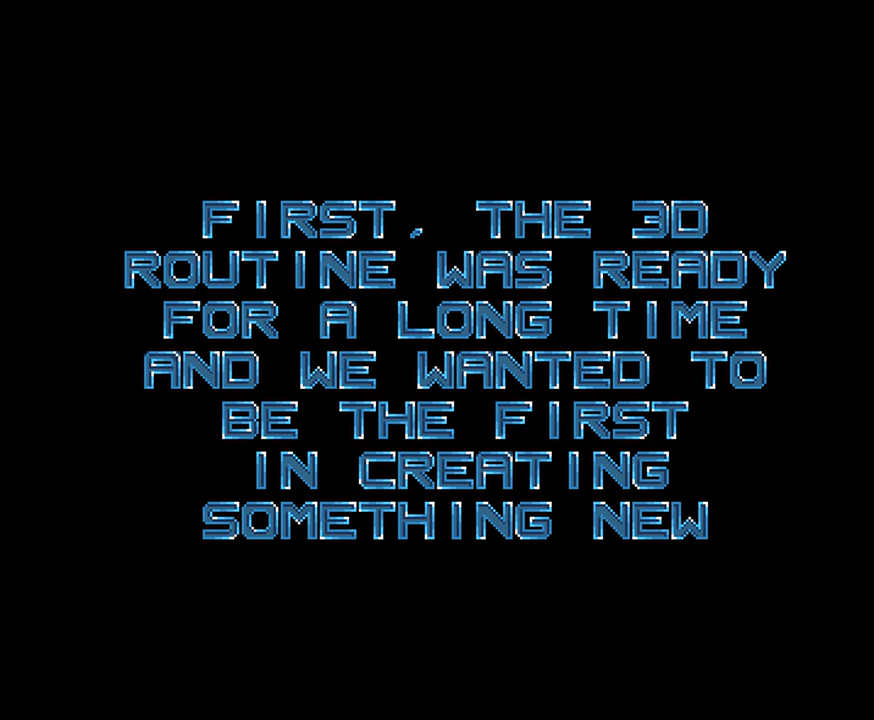 FIRST, THE 3D
ROUTINE WAS READY
FOR A LONG TIME
AND WE WANTED TO
BE THE FIRST
IN CREATING
SOMETHING NEW